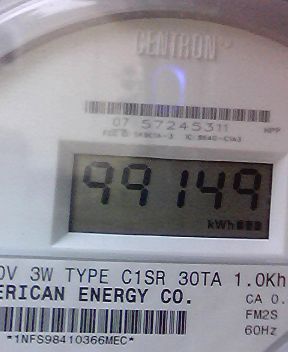 CENTRON
07 57245311 NPP
99149
kWh
0V 3W TYPE C1SR 30TA 1.0Kh
ERICAN ENERGY CO. CA 0.
FM2S
60Hz
*1NFS98410366MEC*